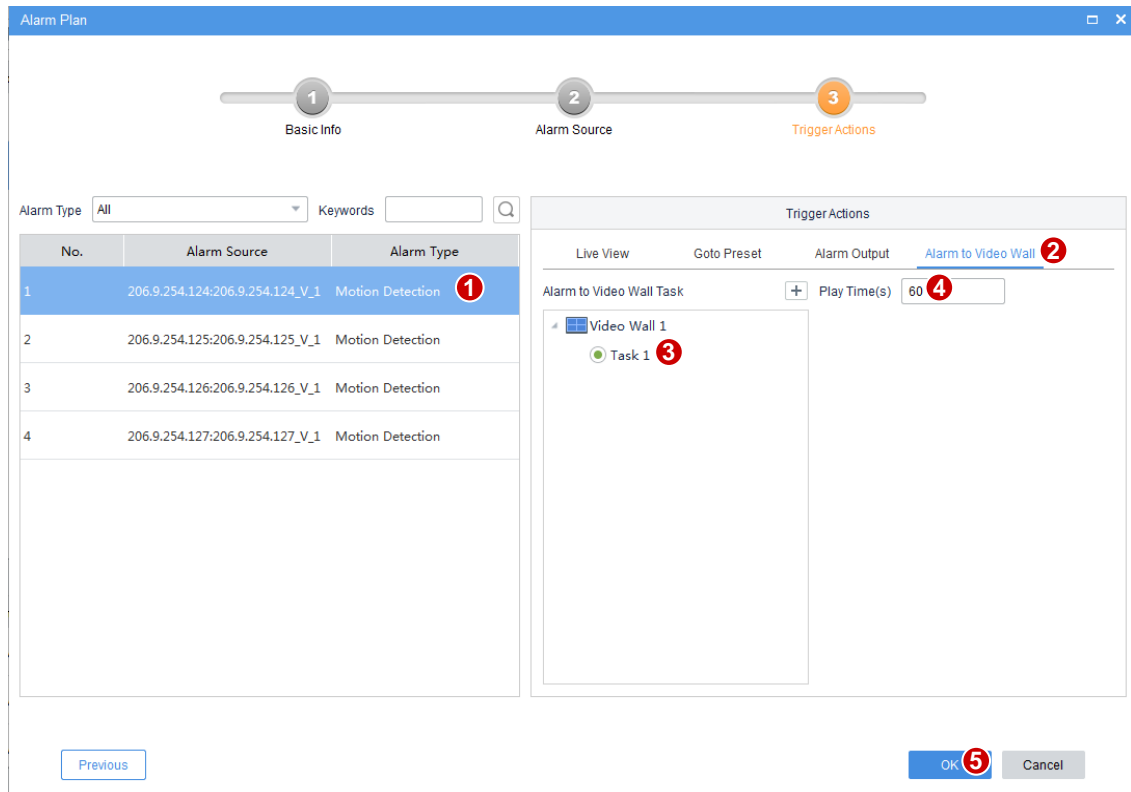 Alarm Plan
1 2 3
Basic Info Alarm Source Trigger Actions
Alarm Type All Keywords
No. Alarm Source Alarm Type
1 206.9.254.124:206.9.254.124_V_1 Motion Detection 1
2 206.9.254.125:206.9.254.125_V_1 Motion Detection
3 206.9.254.126:206.9.254.126_V_1 Motion Detection
4 206.9.254.127:206.9.254.127_V_1 Motion Detection
Trigger Actions
Live View Goto Preset Alarm Output Alarm to Video Wall 2
Alarm to Video Wall Task + Play Time(s) 60 4
Video Wall 1
Task 1 3
Previous OK 5 Cancel